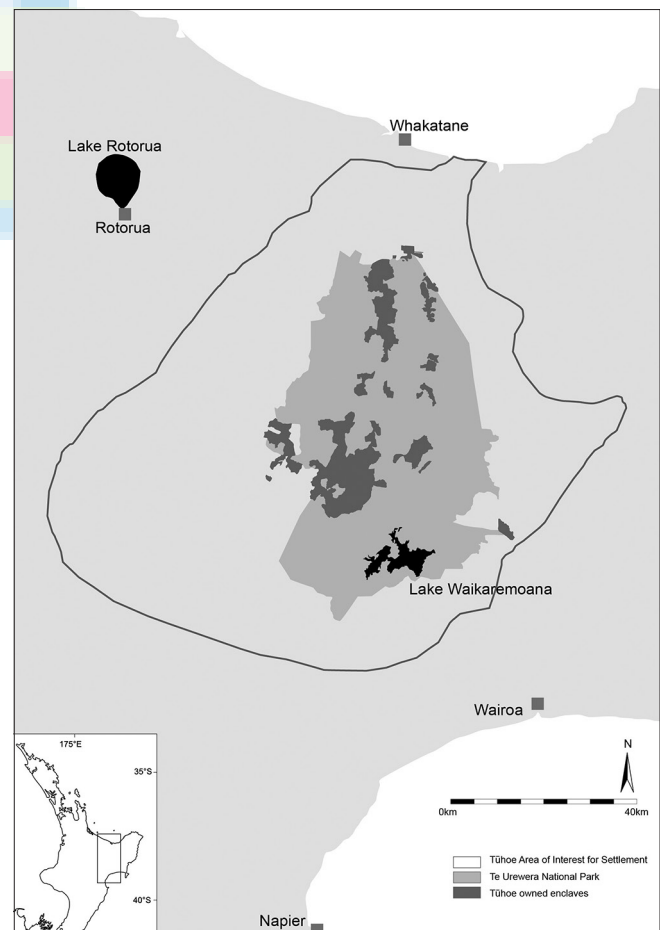 Whakatane
Lake Rotorua
Rotorua
Lake Waikaremoana
Wairoa
N
0km
40km
Tūhoe Area of Interest for Settlement
Te Urewera National Park
Tūhoe owned enclaves
175°E
35°S
40°S
Napier